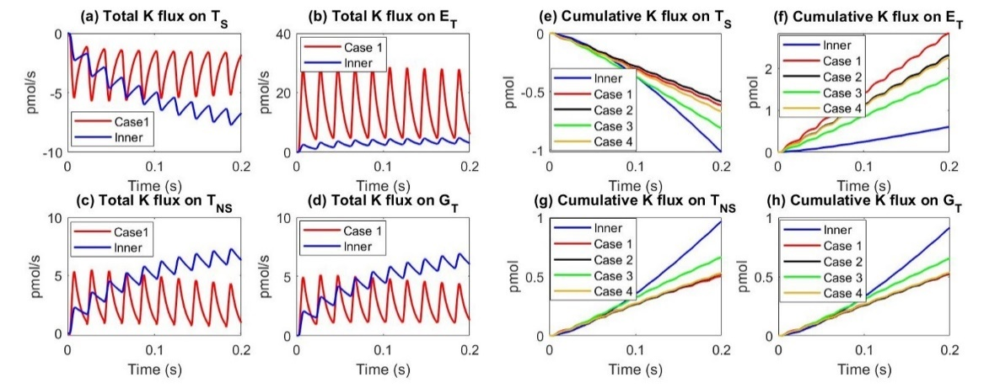 (a) Total K flux on T_S
0
-5
-10
pmol/s
Case1
Inner
0
0.1
0.2
Time (s)
(b) Total K flux on E_T
40
20
0
pmol/s
Case 1
Inner
0
0.1
0.2
Time (s)
(e) Cumulative K flux on T_S
0
-0.5
-1
pmol
Inner
Case 1
Case 2
Case 3
Case 4
0
0.1
0.2
Time (s)
(f) Cumulative K flux on E_T
2
1
0
pmol
Inner
Case 1
Case 2
Case 3
Case 4
0
0.1
0.2
Time (s)
(c) Total K flux on T_NS
10
5
0
pmol/s
Case1
Inner
0
0.1
0.2
Time (s)
(d) Total K flux on G_T
10
5
0
pmol/s
Case 1
Inner
0
0.1
0.2
Time (s)
(g) Cumulative K flux on T_NS
1
0.5
0
pmol
Inner
Case 1
Case 2
Case 3
Case 4
0
0.1
0.2
Time (s)
(h) Cumulative K flux on G_T
1
0.5
0
pmol
Inner
Case 1
Case 2
Case 3
Case 4
0
0.1
0.2
Time (s)